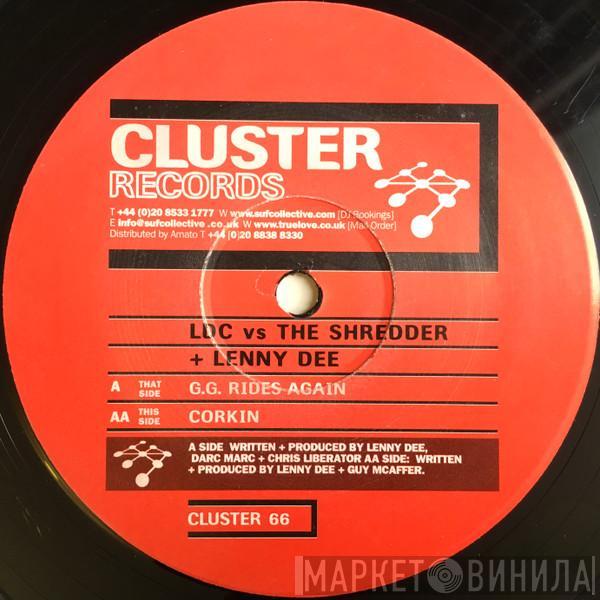 CLUSTER
RECORDS
T +44 (0)20 8533 1777 W www.sufcollective.com [DJ Bookings]
E info@sufcollective.co.uk W www.truelove.co.uk [Mail Order]
Distributed by Amato T +44 [0]20 8838 8330
LDC vs THE SHREDDER
+ LENNY DEE
A THAT SIDE G.G. RIDES AGAIN
AA THIS SIDE CORKIN
A SIDE WRITTEN + PRODUCED BY LENNY DEE,
DARC MARC + CHRIS LIBERATOR AA SIDE: WRITTEN
+ PRODUCED BY LENNY DEE + GUY MCAFFER.
CLUSTER 66
МАРКЕТ ВИНИЛА